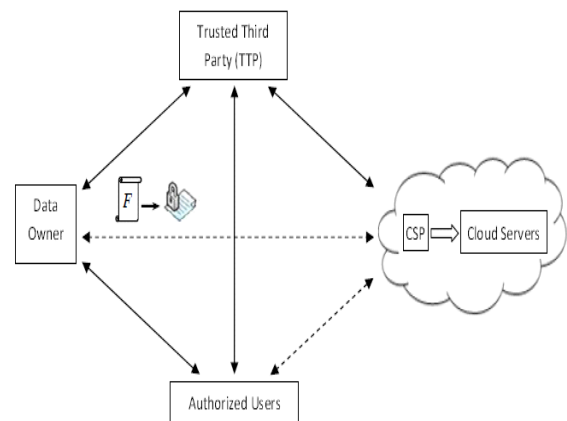 Trusted Third
Party (TTP)
F
Data
Owner
CSP
Cloud Servers
Authorized Users